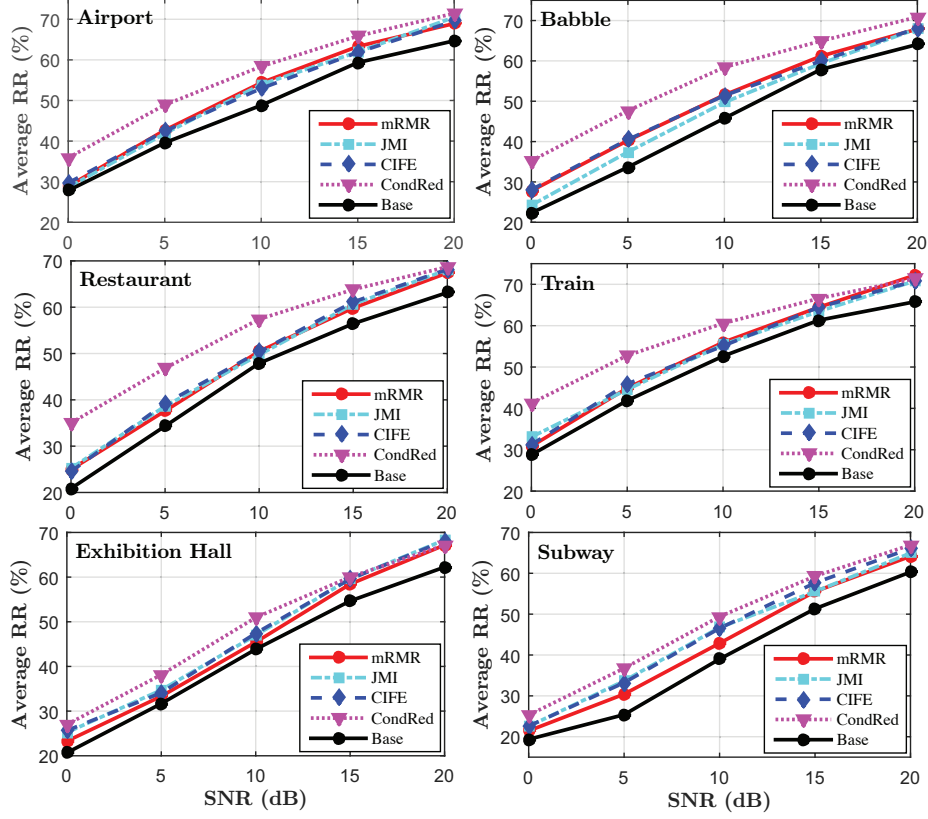 Airport
Average RR (%)
70
60
50
40
30
20
0 5 10 15 20
mRMR
JMI
CIFE
CondRed
Base
Babble
Average RR (%)
70
60
50
40
30
20
0 5 10 15 20
mRMR
JMI
CIFE
CondRed
Base
Restaurant
Average RR (%)
70
60
50
40
30
20
0 5 10 15 20
mRMR
JMI
CIFE
CondRed
Base
Train
Average RR (%)
70
60
50
40
30
20
0 5 10 15 20
mRMR
JMI
CIFE
CondRed
Base
Exhibition Hall
Average RR (%)
70
60
50
40
30
20
0 5 10 15 20
SNR (dB)
mRMR
JMI
CIFE
CondRed
Base
Subway
Average RR (%)
70
60
50
40
30
20
0 5 10 15 20
SNR (dB)
mRMR
JMI
CIFE
CondRed
Base